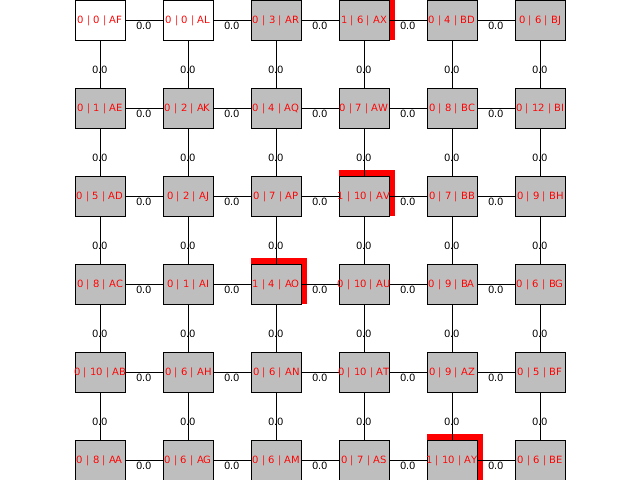 0 | 0 | AF 0.0 0 | 0 | AL 0.0 0 | 3 | AR 0.0 1 | 6 | AX 0.0 0 | 4 | BD 0.0 0 | 6 | BJ
0.0 0.0 0.0 0.0 0.0 0.0
0 | 1 | AE 0.0 0 | 2 | AK 0.0 0 | 4 | AQ 0.0 0 | 7 | AW 0.0 0 | 8 | BC 0.0 0 | 12 | BI
0.0 0.0 0.0 0.0 0.0 0.0
0 | 5 | AD 0.0 0 | 2 | AJ 0.0 0 | 7 | AP 0.0 1 | 10 | AV 0.0 0 | 7 | BB 0.0 0 | 9 | BH
0.0 0.0 0.0 0.0 0.0 0.0
0 | 8 | AC 0.0 0 | 1 | AI 0.0 1 | 4 | AO 0.0 0 | 10 | AU 0.0 0 | 9 | BA 0.0 0 | 6 | BG
0.0 0.0 0.0 0.0 0.0 0.0
0 | 10 | AB 0.0 0 | 6 | AH 0.0 0 | 6 | AN 0.0 0 | 10 | AT 0.0 0 | 9 | AZ 0.0 0 | 5 | BF
0.0 0.0 0.0 0.0 0.0 0.0
0 | 8 | AA 0.0 0 | 6 | AG 0.0 0 | 6 | AM 0.0 0 | 7 | AS 0.0 1 | 10 | AY 0.0 0 | 6 | BE